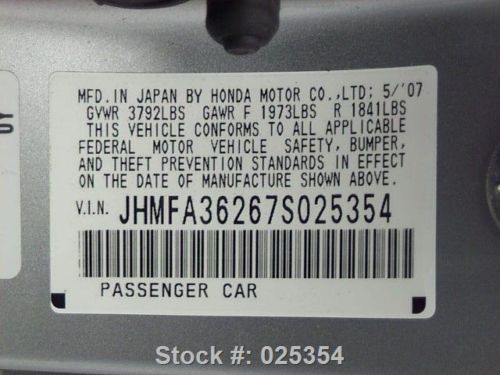 MFD. IN JAPAN BY HONDA MOTOR CO.,LTD; 5/'07
GVWR 3792LBS GAWR F 1973LBS R 1841LBS
THIS VEHICLE CONFORMS TO ALL APPLICABLE
FEDERAL MOTOR VEHICLE SAFETY, BUMPER,
AND THEFT PREVENTION STANDARDS IN EFFECT
ON THE DATE OF MANUFACTURE SHOWN ABOVE.
V.I.N. JHMFA36267S025354
PASSENGER CAR
Stock #: 025354